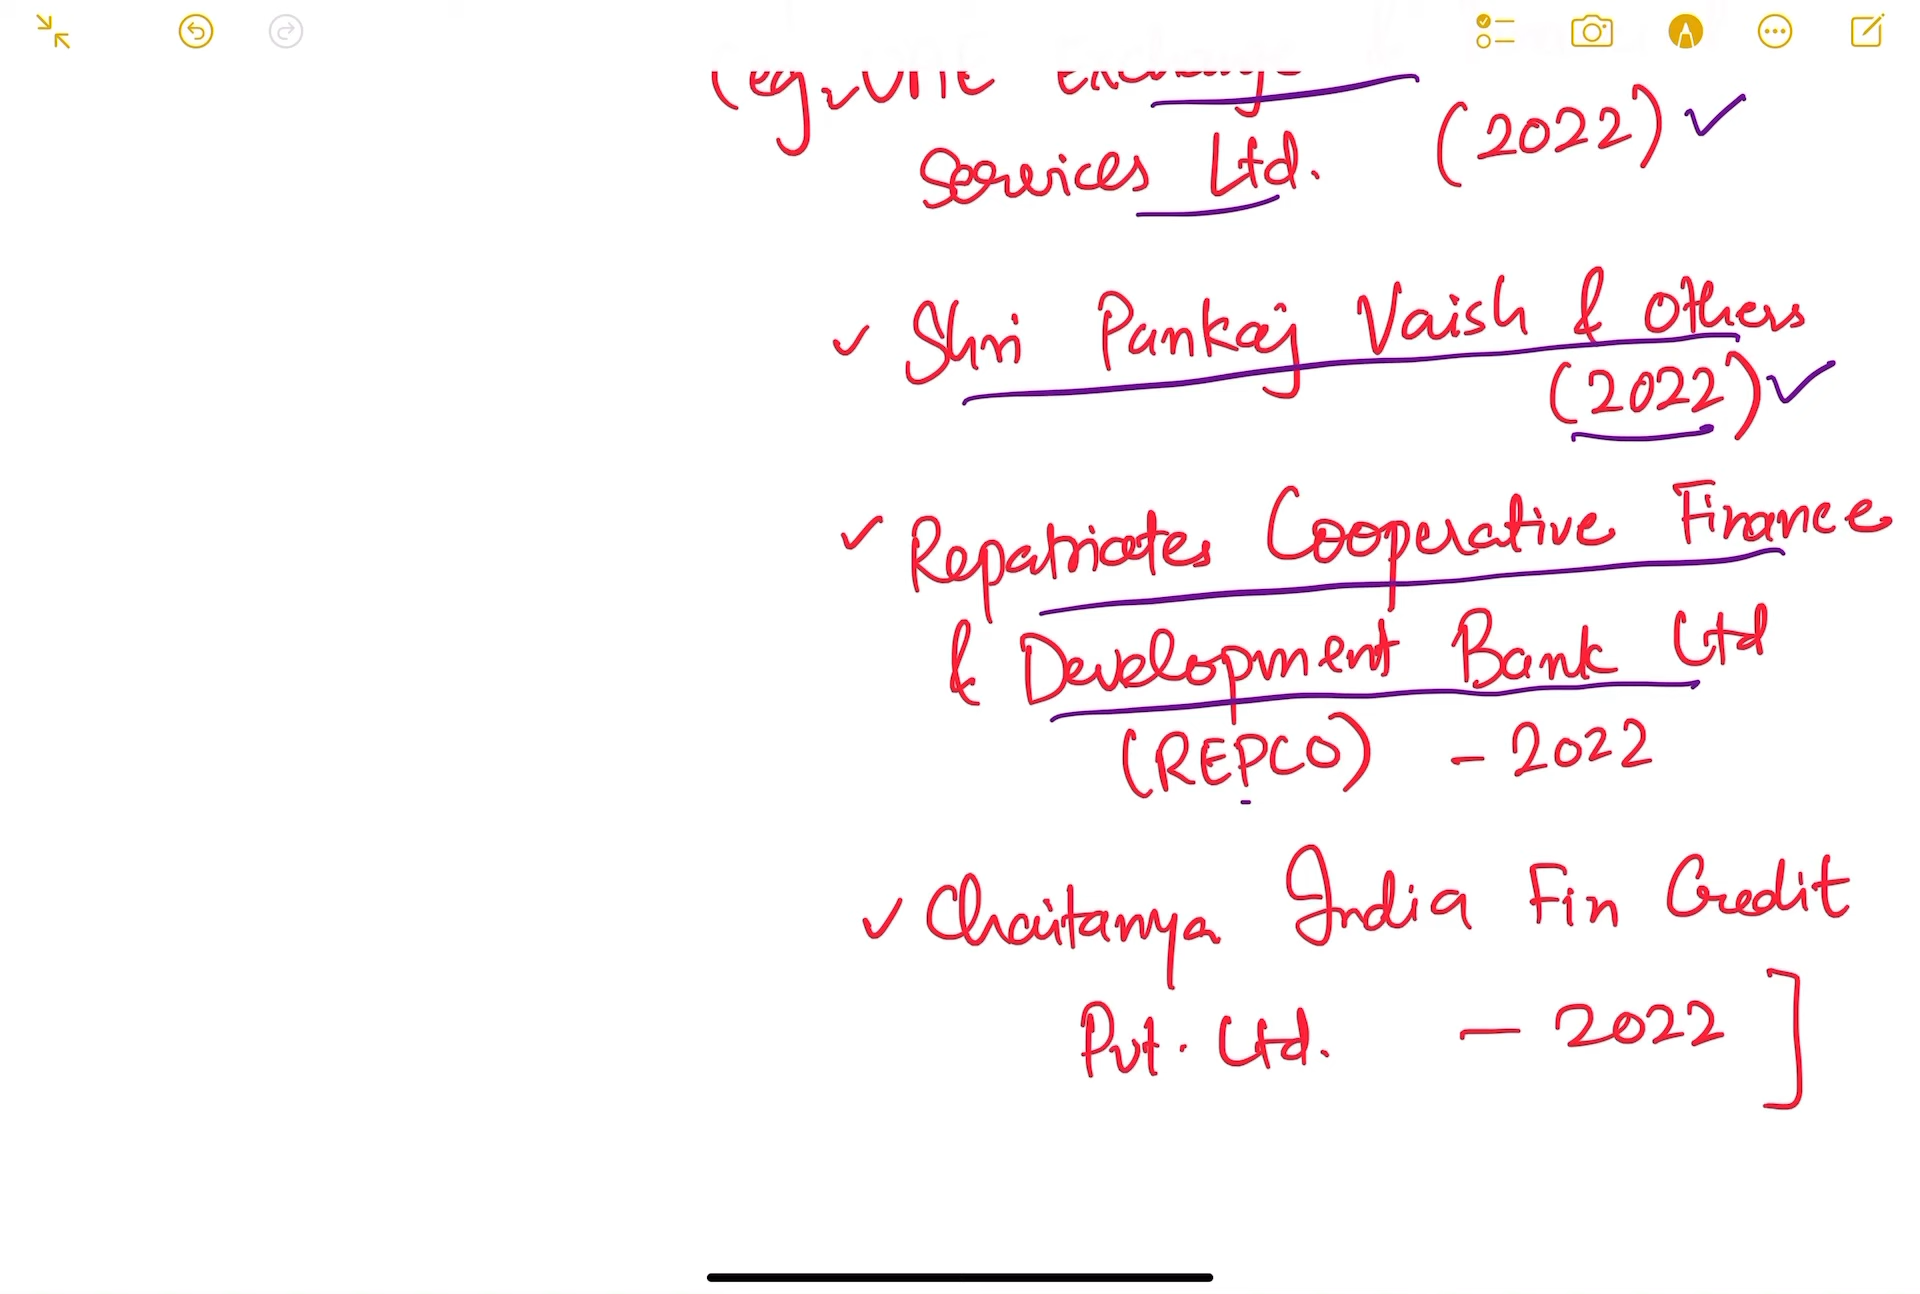 Services Ltd. (2022) ✓
✓ Shri Pankaj Vaish & Others
(2022) ✓
✓ Repatriates Cooperative Finance
& Development Bank Ltd
(REPCO) - 2022
✓ Chaitanya India Fin Credit
Pvt. Ltd. - 2022 ]